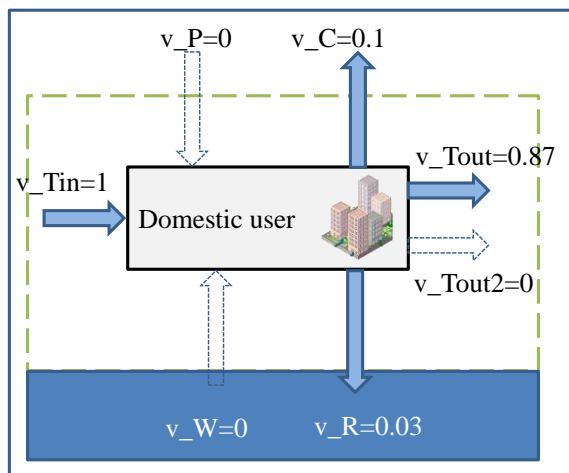 v_P=0
v_C=0.1
v_Tout=0.87
v_Tin=1
Domestic user
v_Tout2=0
v_W=0
v_R=0.03